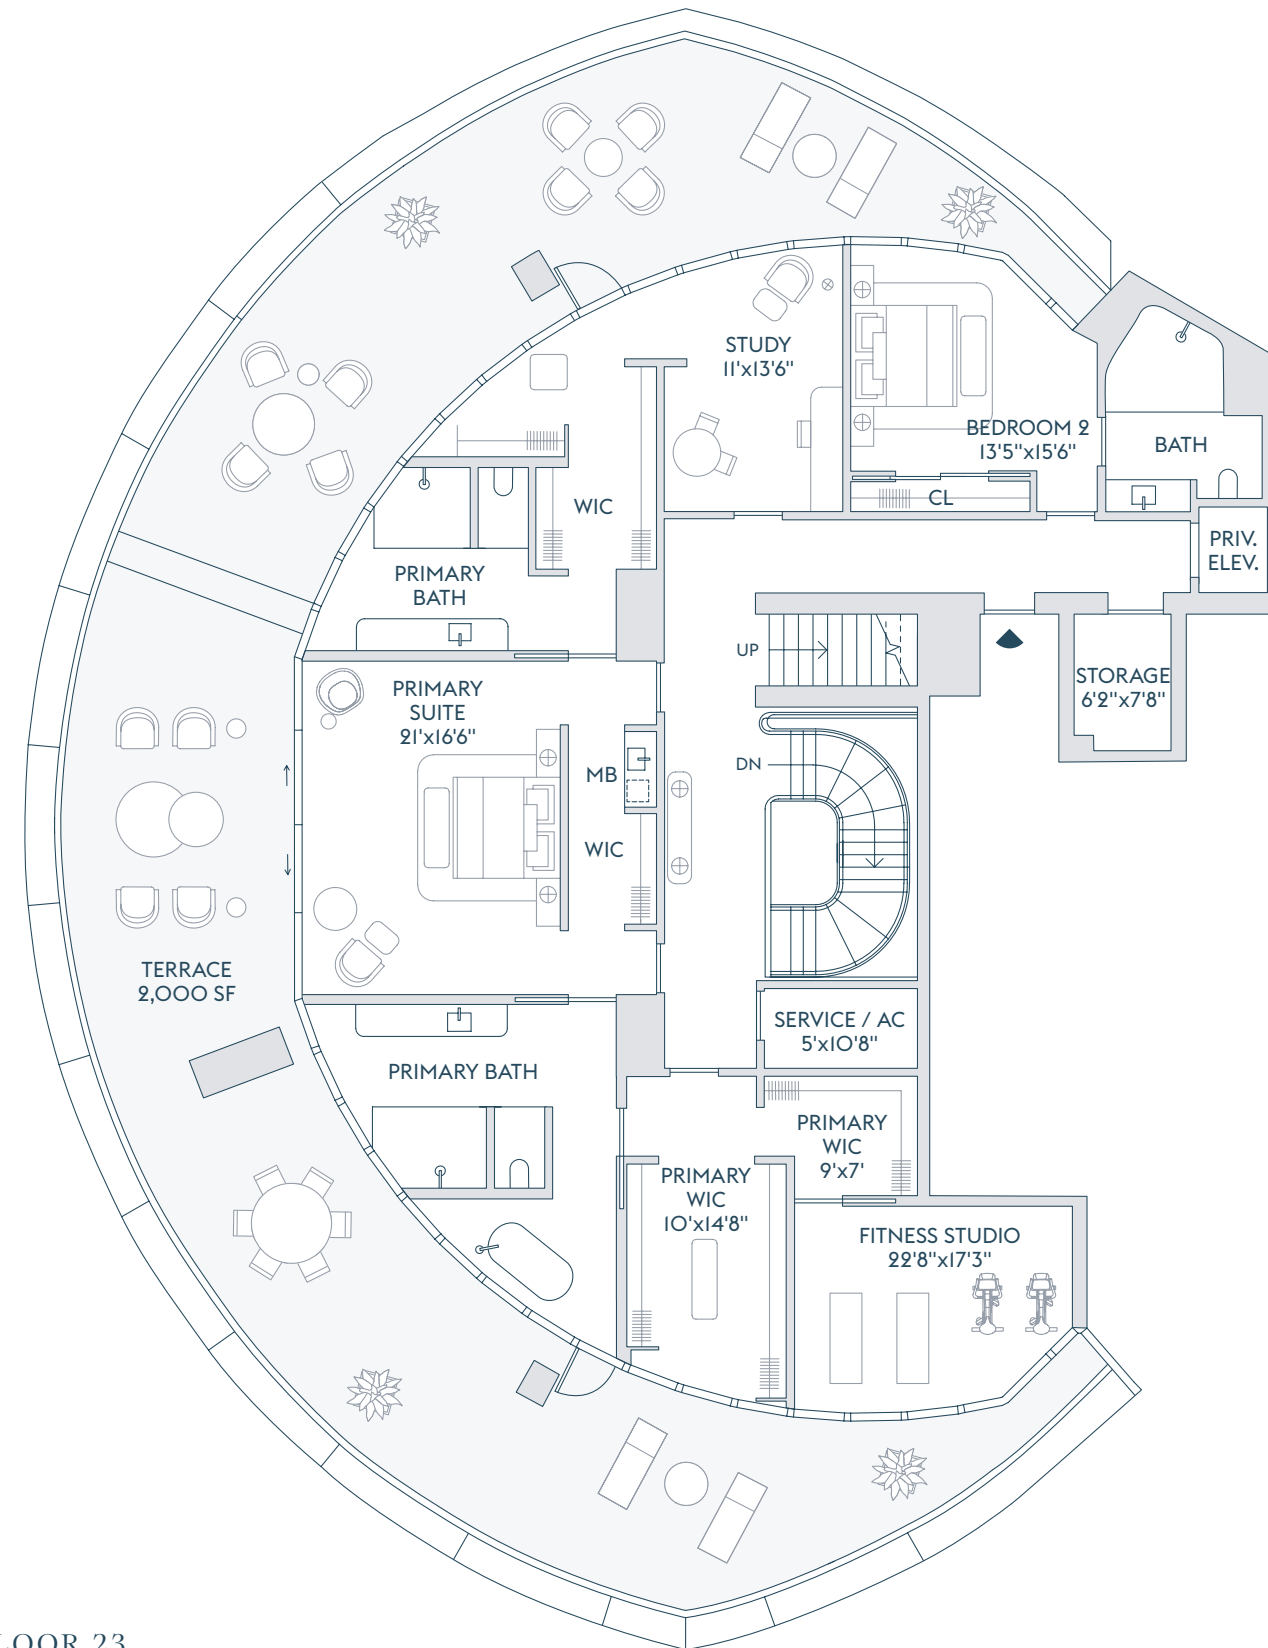 STUDY
11'x13'6"
BEDROOM 2
13'5"x15'6"
BATH
CL
WIC
PRIV.
ELEV.
PRIMARY
BATH
UP
STORAGE
6'2"x7'8"
PRIMARY
SUITE
21'x16'6"
MB
DN
WIC
TERRACE
2,000 SF
SERVICE / AC
5'x10'8"
PRIMARY BATH
PRIMARY
WIC
9'x7'
PRIMARY
WIC
10'x14'8"
FITNESS STUDIO
22'8"x17'3"
LOOR 23